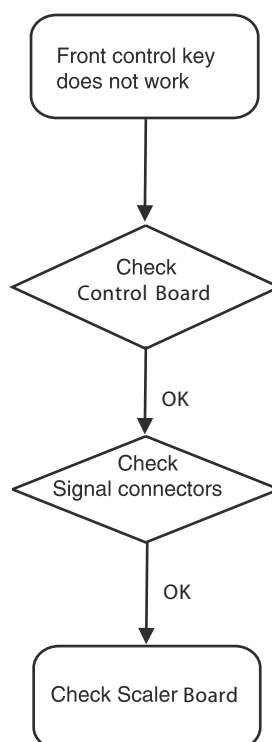 Front control key
does not work
Check
Control Board
OK
Check
Signal connectors
OK
Check Scaler Board